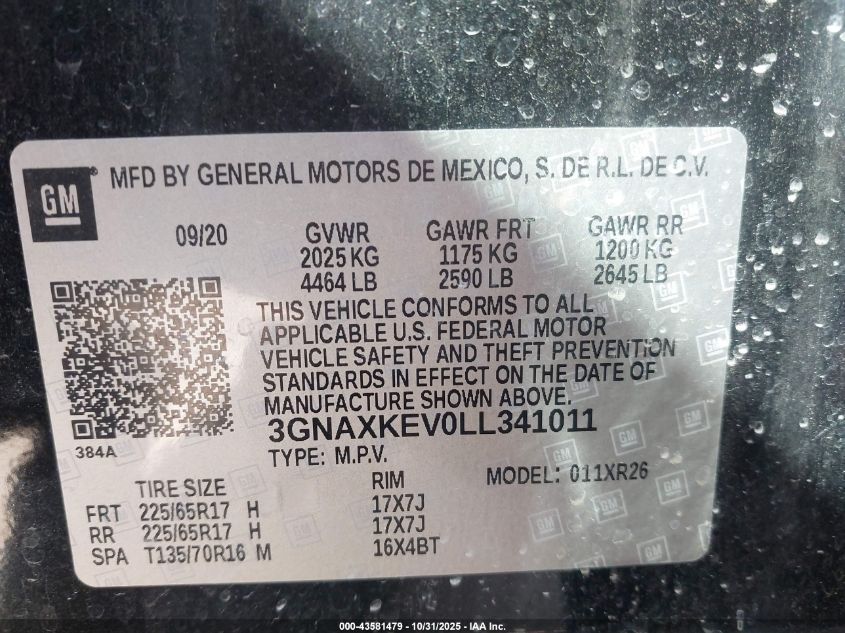 GM
MFD BY GENERAL MOTORS DE MEXICO, S. DE R.L. DE C.V.
09/20 GVWR GAWR FRT GAWR RR
2025 KG 1175 KG 1200 KG
4464 LB 2590 LB 2645 LB
THIS VEHICLE CONFORMS TO ALL
APPLICABLE U.S. FEDERAL MOTOR
VEHICLE SAFETY AND THEFT PREVENTION
STANDARDS IN EFFECT ON THE DATE OF
MANUFACTURE SHOWN ABOVE.
384A 3GNAXKEV0LL341011
TYPE: M.P.V. MODEL: 011XR26
TIRE SIZE RIM
FRT 225/65R17 H 17X7J
RR 225/65R17 H 17X7J
SPA T135/70R16 M 16X4BT
000-43581479 | 10/31/2025 - IAA Inc.